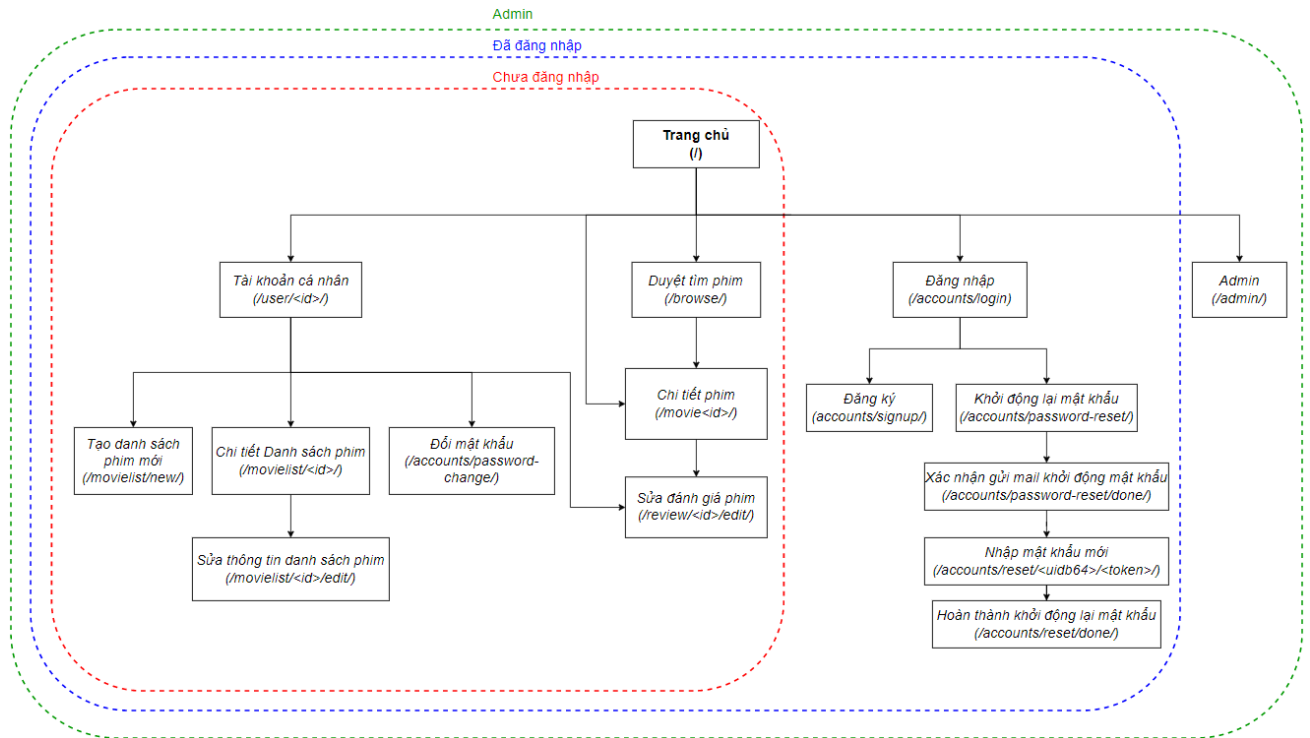 Admin
Đã đăng nhập
Chưa đăng nhập
Trang chủ
(/)
Tài khoản cá nhân
(/user/<id>/)
Duyệt tìm phim
(/browse/)
Đăng nhập
(/accounts/login)
Admin
(/admin/)
Chi tiết phim
(/movie<id>/)
Đăng ký
(accounts/signup/)
Khởi động lại mật khẩu
(/accounts/password-reset/)
Tạo danh sách
phim mới
(/movielist/new/)
Chi tiết Danh sách phim
(/movielist/<id>/)
Đổi mật khẩu
(/accounts/password-
change/)
Xác nhận gửi mail khởi động mật khẩu
(/accounts/password-reset/done/)
Sửa đánh giá phim
(/review/<id>/edit/)
Sửa thông tin danh sách phim
(/movielist/<id>/edit/)
Nhập mật khẩu mới
(/accounts/reset/<uidb64>/<token>/)
Hoàn thành khởi động lại mật khẩu
(/accounts/reset/done/)